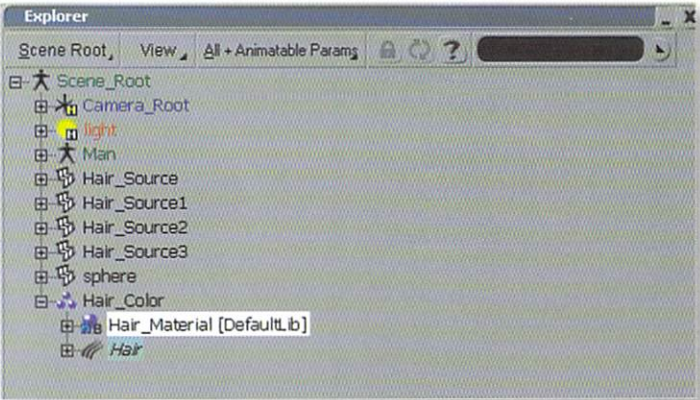 Explorer
Scene Root View All + Animatable Params ?
Scene_Root
Camera_Root
light
Man
Hair_Source
Hair_Source1
Hair_Source2
Hair_Source3
sphere
Hair_Color
Hair_Material [DefaultLib]
Hair